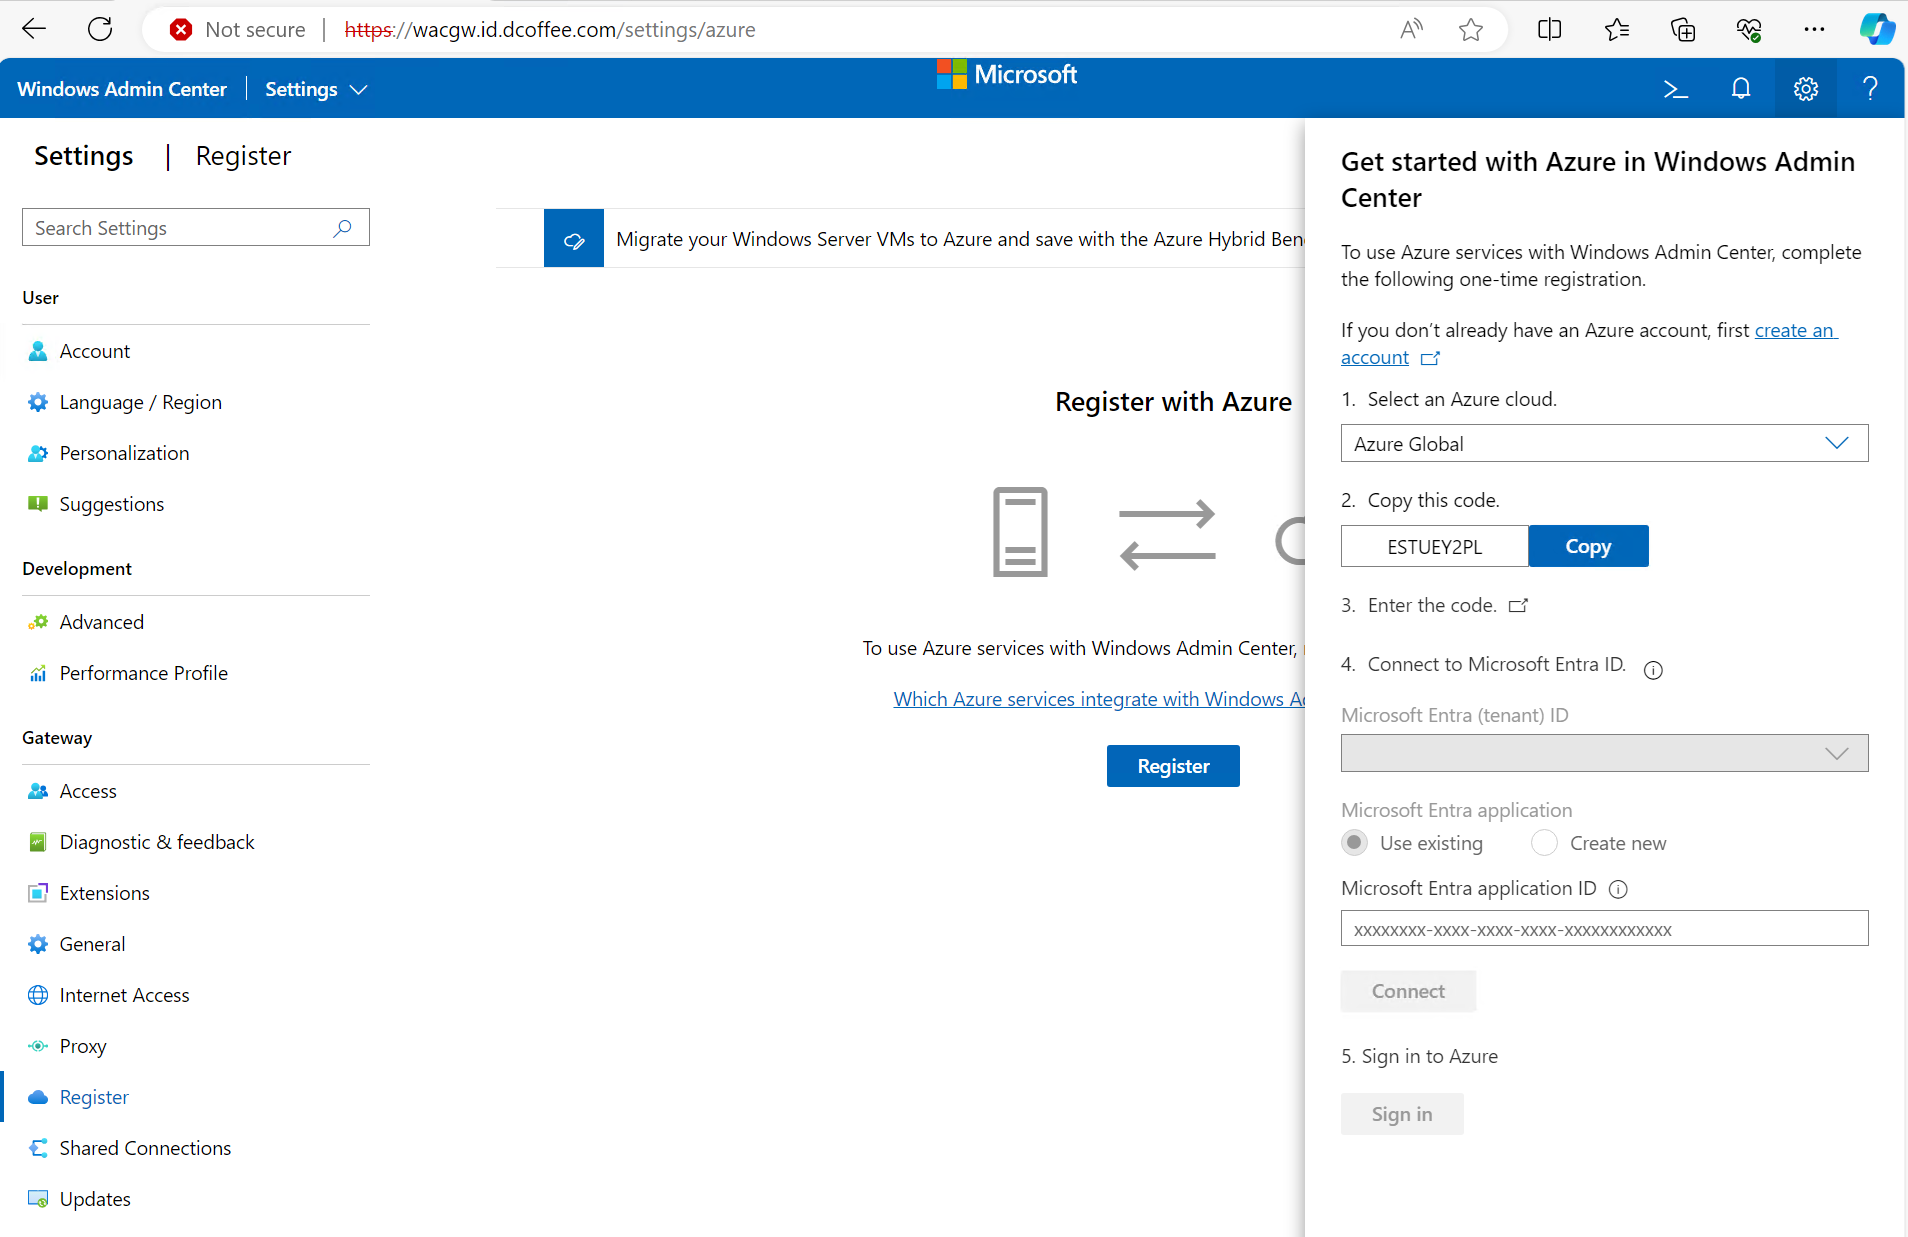 Not secure
https://wacgw.id.dcoffee.com/settings/azure
Windows Admin Center
Settings
Microsoft
Settings | Register
Search Settings
User
Account
Language / Region
Personalization
Suggestions
Development
Advanced
Performance Profile
Gateway
Access
Diagnostic & feedback
Extensions
General
Internet Access
Proxy
Register
Shared Connections
Updates
Migrate your Windows Server VMs to Azure and save with the Azure Hybrid Ben
Register with Azure
To use Azure services with Windows Admin Center,
Which Azure services integrate with Windows A
Register
Get started with Azure in Windows Admin
Center
To use Azure services with Windows Admin Center, complete
the following one-time registration.
If you don’t already have an Azure account, first create an
account
1. Select an Azure cloud.
Azure Global
2. Copy this code.
ESTUEY2PL
Copy
3. Enter the code.
4. Connect to Microsoft Entra ID.
Microsoft Entra (tenant) ID
Microsoft Entra application
Use existing
Create new
Microsoft Entra application ID
xxxxxxxx-xxxx-xxxx-xxxx-xxxxxxxxxxxx
Connect
5. Sign in to Azure
Sign in